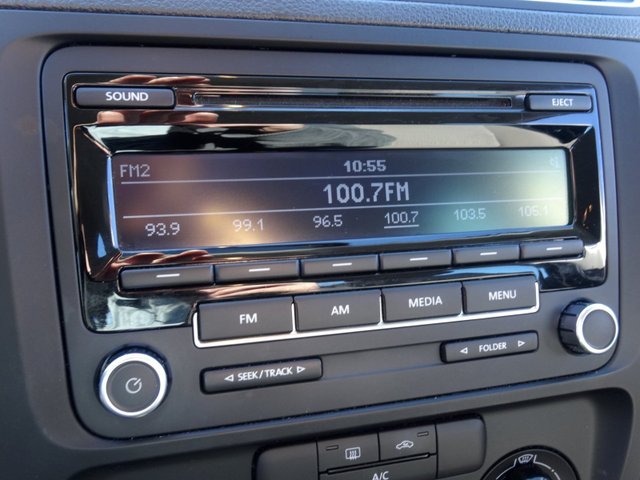 SOUND EJECT
FM2 10:55
100.7FM
93.9 99.1 96.5 100.7 103.5 105.1
FM AM MEDIA MENU
SEEK/TRACK FOLDER
A/C